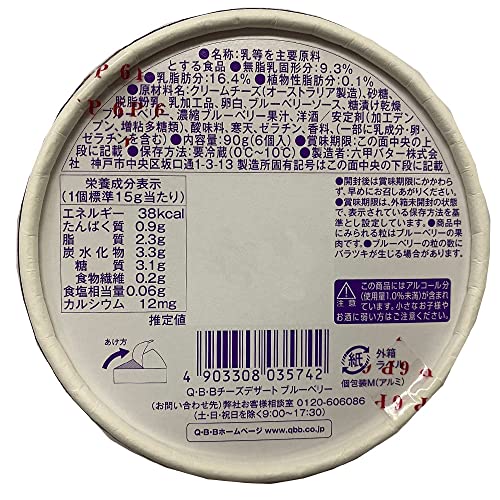 ●名称:乳等を主要原料
とする食品 ●無脂乳固形分:9.3%
●乳脂肪分:16.4% ●植物性脂肪分:0.1%
●原材料名:クリームチーズ(オーストラリア製造)、砂糖、
脱脂粉乳、乳加工品、卵白、ブルーベリーソース、糖漬け乾燥
ブルーベリー、濃縮ブルーベリー果汁、洋酒/安定剤(加工デン
プン、増粘多糖類)、酸味料、寒天、ゼラチン、香料、(一部に乳成分・卵・
ゼラチンを含む) ●内容量:90g(6個入) ●賞味期限:この面中央の上
段に記載 ●保存方法:要冷蔵(0℃〜10℃) ●製造者:六甲バター株式会
社 神戸市中央区坂口通1-3-13 製造所固有記号はこの面中央の下段に記載
栄養成分表示
(1個標準15g当たり)
エネルギー 38kcal
たんぱく質 0.9g
脂質 2.3g
炭水化物 3.3g
糖質 3.1g
食物繊維 0.2g
食塩相当量 0.06g
カルシウム 12mg
推定値
●開封後は賞味期限にかかわら
ず、早めにお召しあがりください。
●賞味期限は、外箱未開封の状態
で、表示されている保存方法を基
準として設定しています。●商品中
にみられる粒はブルーベリーの果
肉です。●ブルーベリーの粒の数に
バラツキが生じる場合があります。
注意
この商品にはアルコール分
(使用量1.0%未満)が含まれ
ています。小さなお子様や
お酒に弱い方はご注意ください。
あけ方
4 903308 035742
紙
外箱
ラベル
個包装M(アルミ)
Q・B・Bチーズデザート ブルーベリー
(お問い合わせ先)弊社お客様相談室 0120-606086
(土・日・祝日を除く9:00〜17:30)
Q・B・Bホームページ www.qbb.co.jp